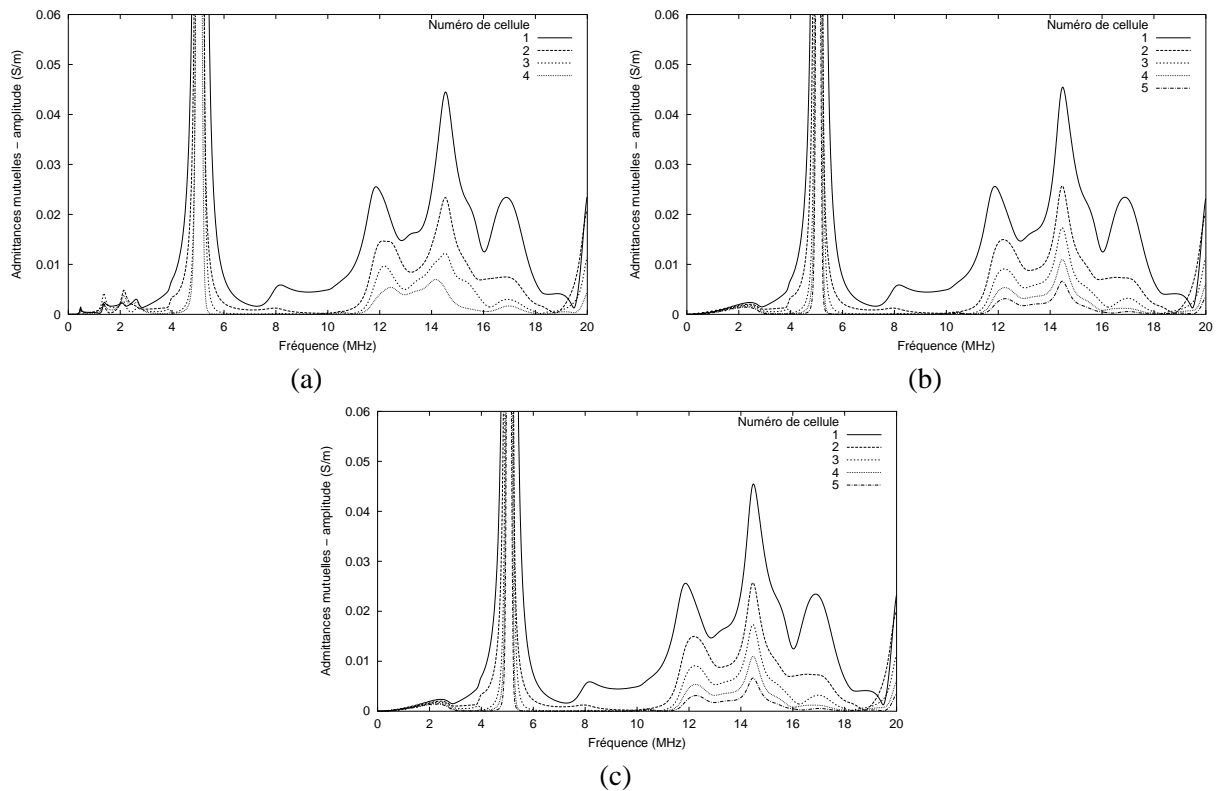 0.06
0.05
0.04
0.03
0.02
0.01
0
Admittances mutuelles – amplitude (S/m)
0 2 4 6 8 10 12 14 16 18 20
Fréquence (MHz)
Numéro de cellule
1
2
3
4
(a)
0.06
0.05
0.04
0.03
0.02
0.01
0
Admittances mutuelles – amplitude (S/m)
0 2 4 6 8 10 12 14 16 18 20
Fréquence (MHz)
Numéro de cellule
1
2
3
4
5
(b)
0.06
0.05
0.04
0.03
0.02
0.01
0
Admittances mutuelles – amplitude (S/m)
0 2 4 6 8 10 12 14 16 18 20
Fréquence (MHz)
Numéro de cellule
1
2
3
4
5
(c)